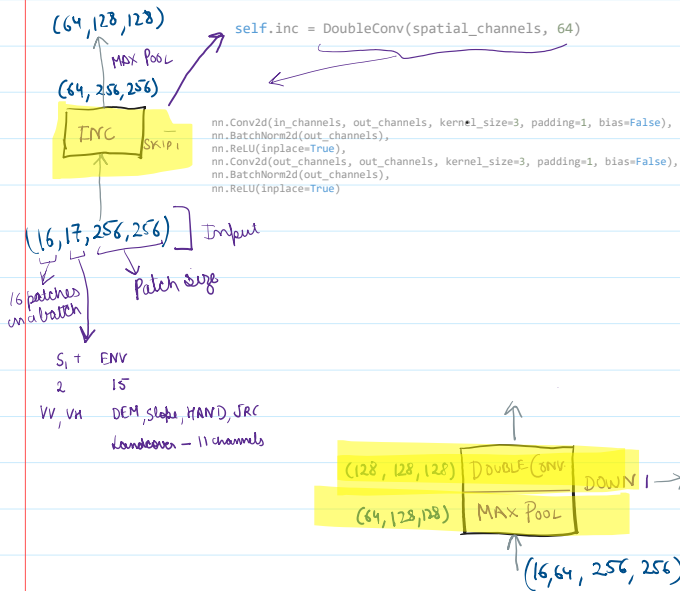 (64,128,128)
self.inc = DoubleConv(spatial_channels, 64)
MAX POOL
(64,256,256)
INC
SKIP1
nn.Conv2d(in_channels, out_channels, kernel_size=3, padding=1, bias=False),
nn.BatchNorm2d(out_channels),
nn.ReLU(inplace=True),
nn.Conv2d(out_channels, out_channels, kernel_size=3, padding=1, bias=False),
nn.BatchNorm2d(out_channels),
nn.ReLU(inplace=True)
(16,17,256,256)
Input
16 patches
in a batch
Patch size
S1 + ENV
2 15
VV, VH DEM, Slope, HAND, JRC
Landcover - 11 channels
(128, 128, 128) DOUBLE CONV
DOWN 1
(64,128,128) MAX POOL
(16,64, 256, 256)